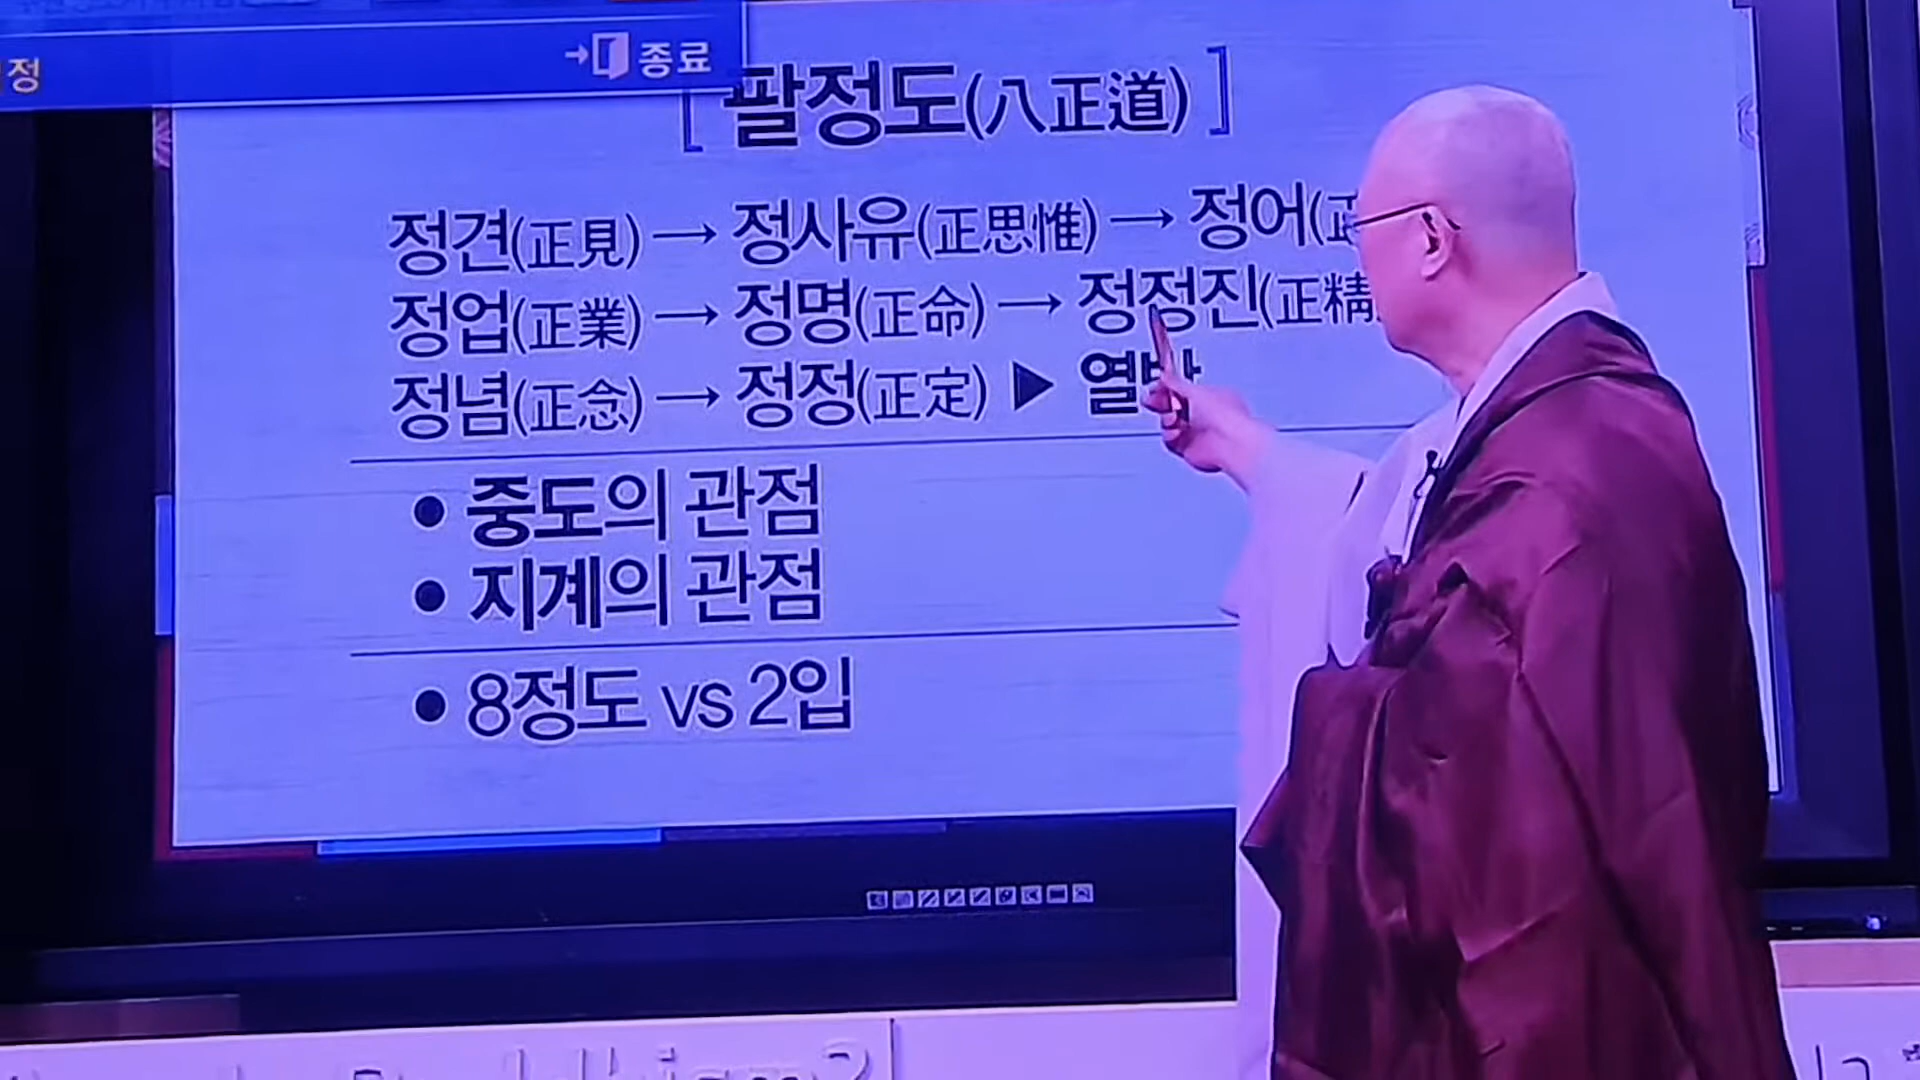 종료
정
[ 팔정도(八正道) ]
정견(正見) → 정사유(正思惟) → 정어(正
정업(正業) → 정명(正命) → 정정진(正精
정념(正念) → 정정(正定) ▶ 열반
• 중도의 관점
• 지계의 관점
• 8정도 vs 2입